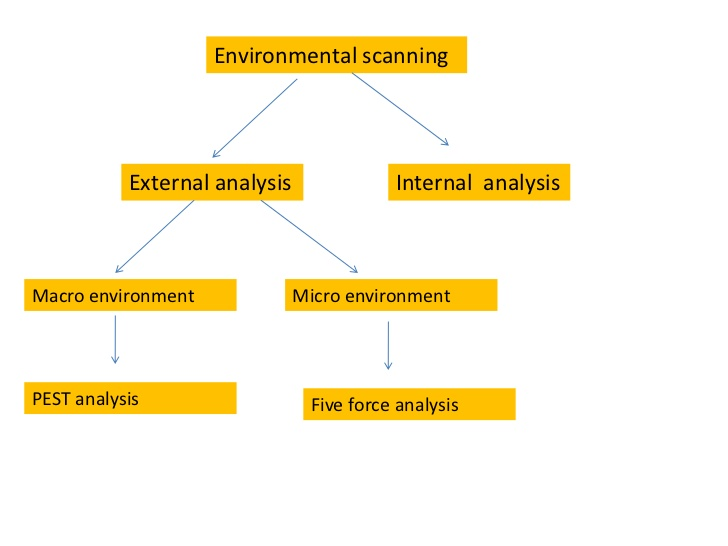 Environmental scanning
External analysis
Internal  analysis
Macro environment
Micro environment
PEST analysis
Five force analysis